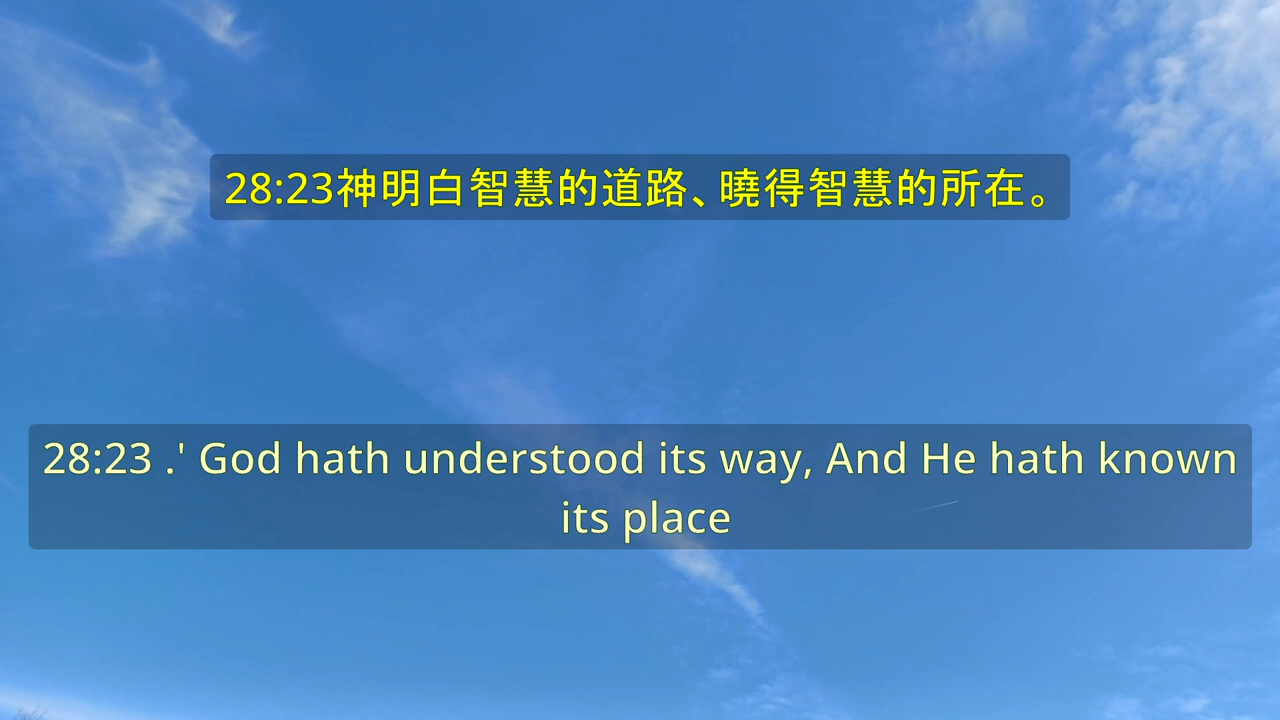 28:23神明白智慧的道路、曉得智慧的所在。
28:23 .' God hath understood its way, And He hath known
its place